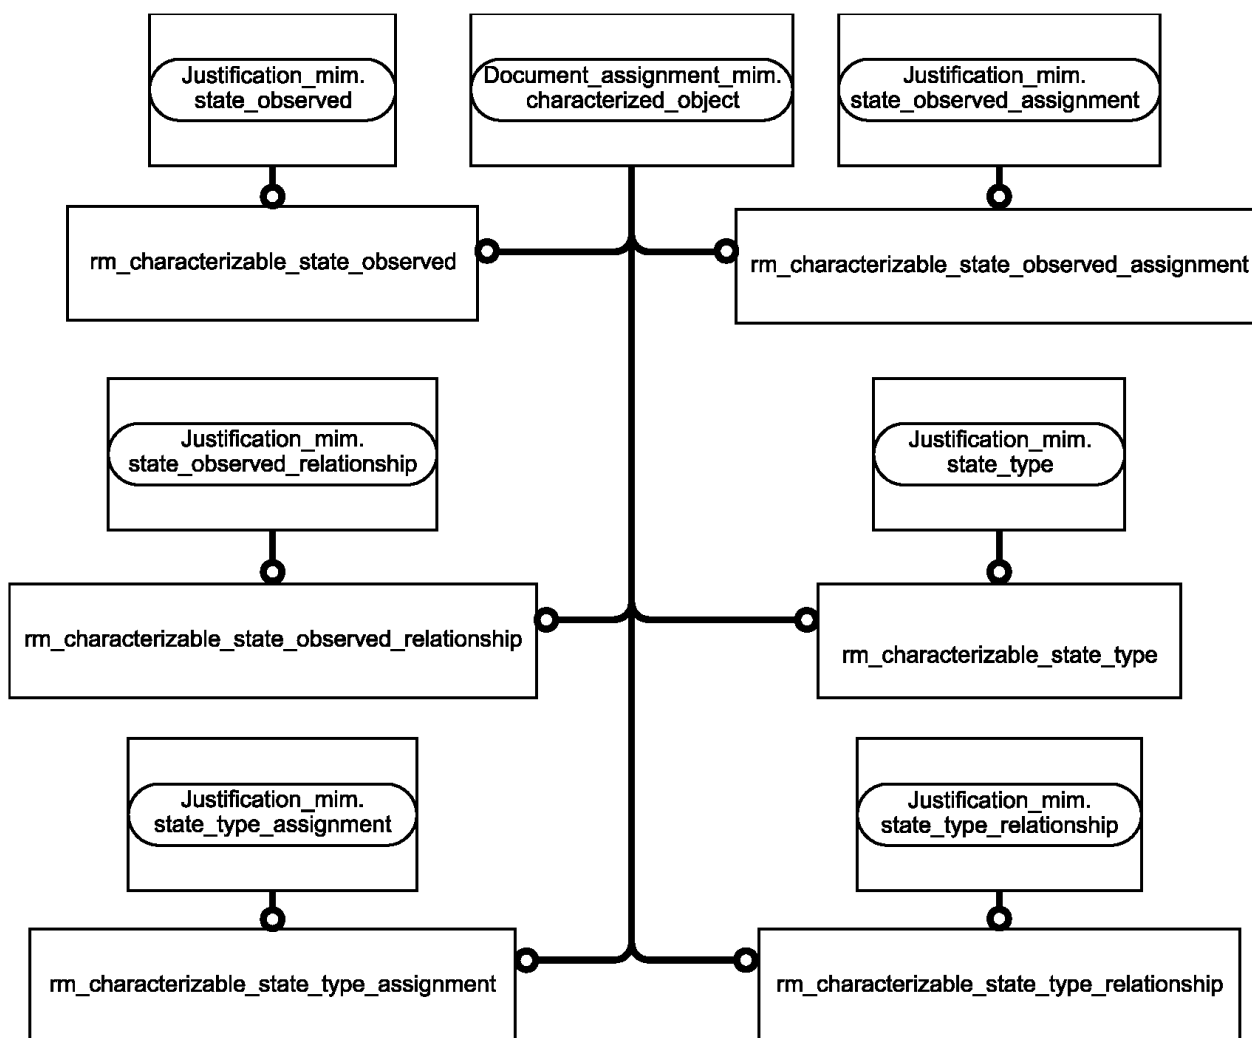 Justification_mim.
state_observed
Document_assignment_mim.
characterized_object
Justification_mim.
state_observed_assignment
rm_characterizable_state_observed
rm_characterizable_state_observed_assignment
Justification_mim.
state_observed_relationship
Justification_mim.
state_type
rm_characterizable_state_observed_relationship
rm_characterizable_state_type
Justification_mim.
state_type_assignment
Justification_mim.
state_type_relationship
rm_characterizable_state_type_assignment
rm_characterizable_state_type_relationship